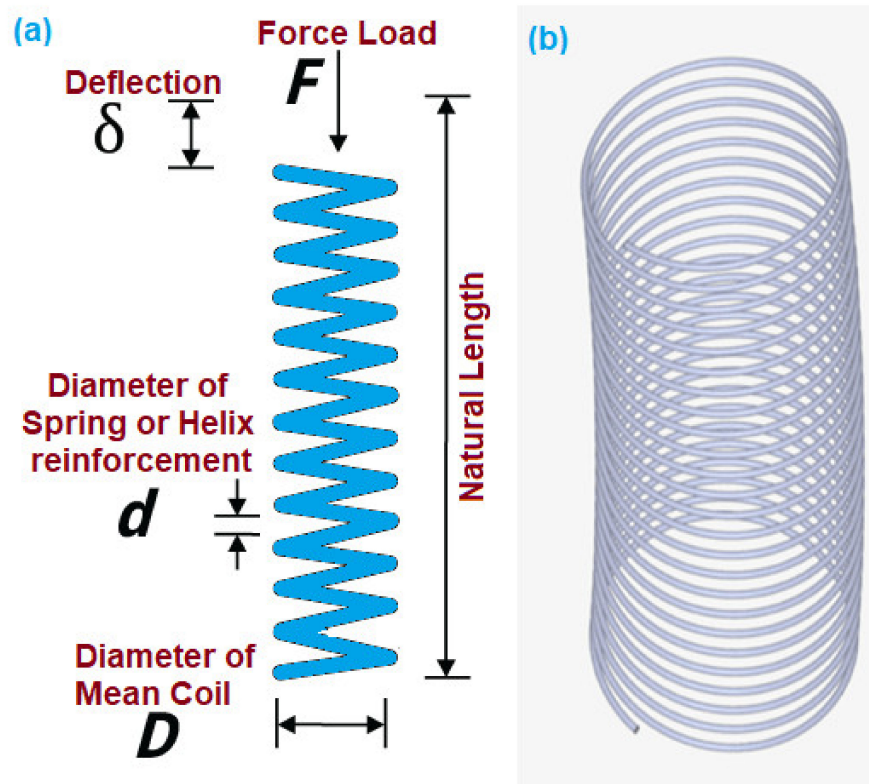 (a)
Force Load
F
Deflection
δ
Natural Length
Diameter of
Spring or Helix
reinforcement
d
Diameter of
Mean Coil
D
(b)